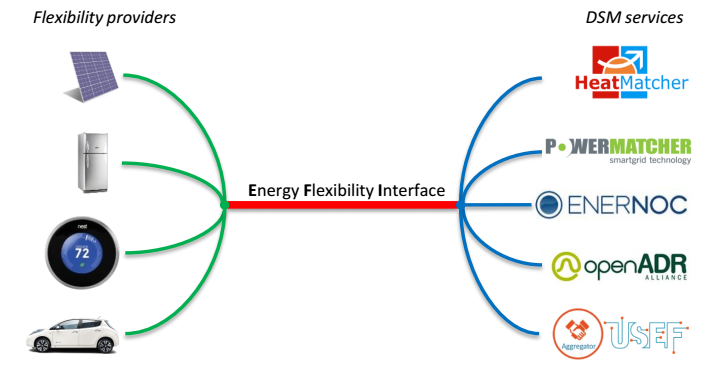 Flexibility providers
DSM services
HeatMatcher
POWERMATCHER
smartgrid technology
Energy Flexibility Interface
ENERNOC
nest
72
openADR
ALLIANCE
Aggregator
USEF